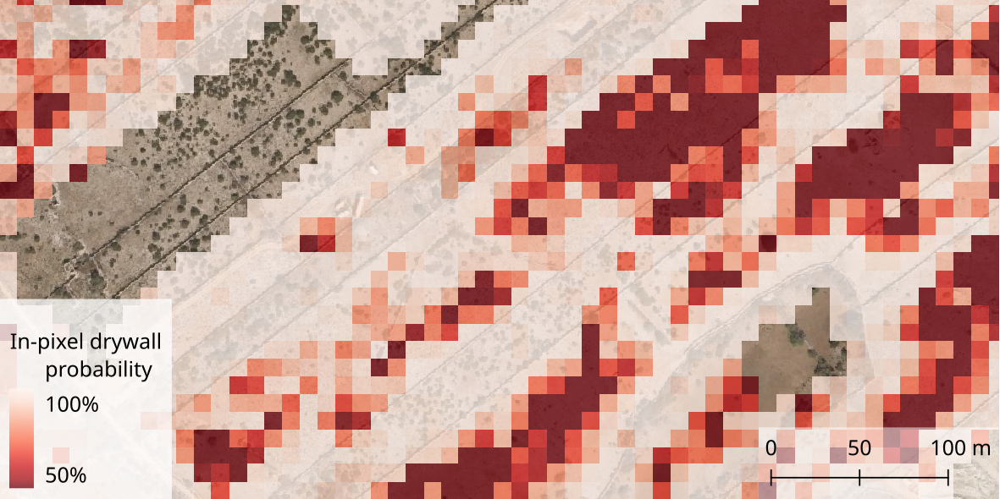 In-pixel drywall
probability
100%
50%
0 50 100 m